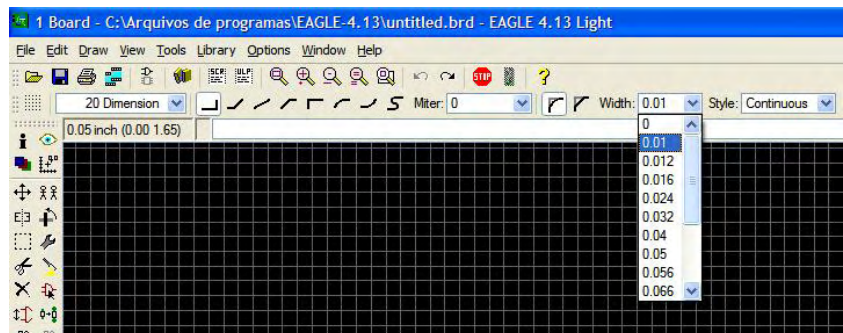 1 Board - C:\Arquivos de programas\EAGLE-4.13\untitled.brd - EAGLE 4.13 Light
File Edit Draw View Tools Library Options Window Help
SCR ULP STOP ?
20 Dimension Miter: 0 Width: 0.01 Style: Continuous
0.05 inch (0.00 1.65)
0
0.01
0.012
0.016
0.024
0.032
0.04
0.05
0.056
0.066